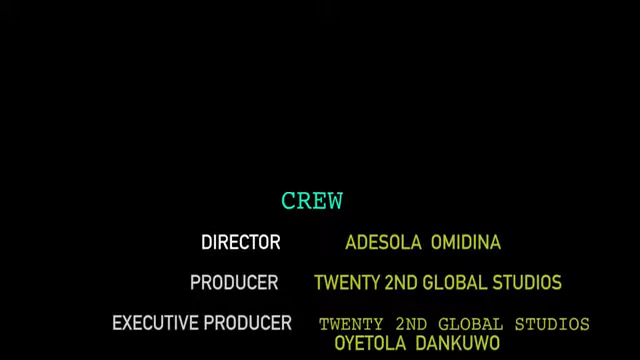 CREW
DIRECTOR ADESOLA OMIDINA
PRODUCER TWENTY 2ND GLOBAL STUDIOS
EXECUTIVE PRODUCER TWENTY 2ND GLOBAL STUDIOS
OYETOLA DANKUWO